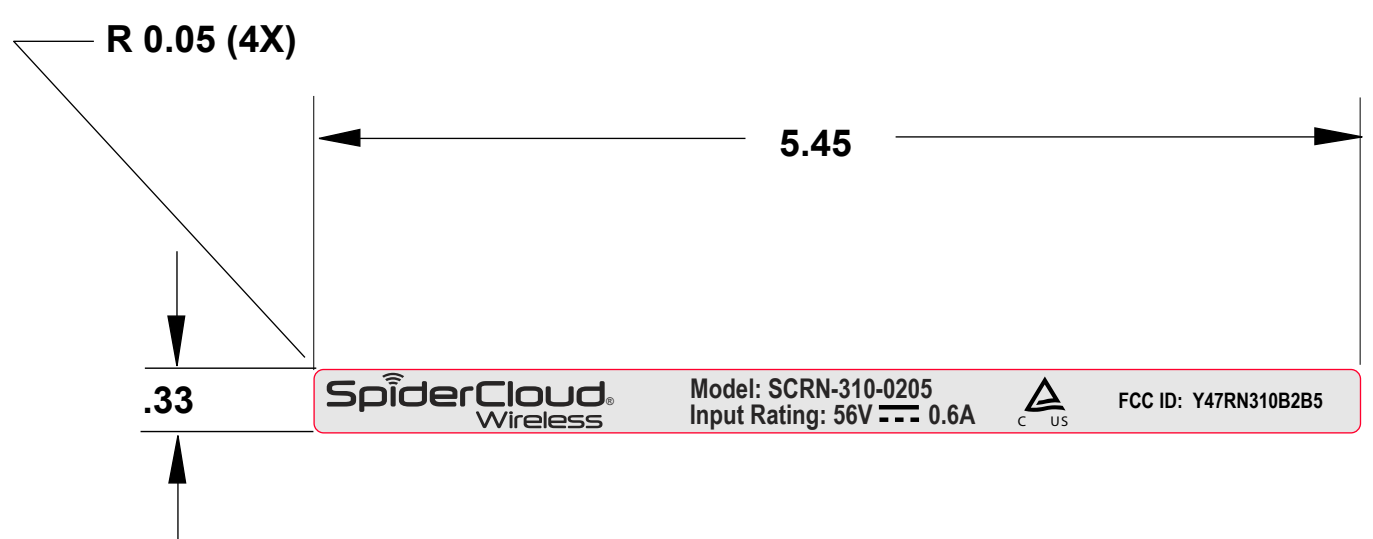 R 0.05 (4X)
5.45
.33
SpiderCloud®
Wireless
Model: SCRN-310-0205
Input Rating: 56V ⎓ 0.6A
C US
FCC ID: Y47RN310B2B5